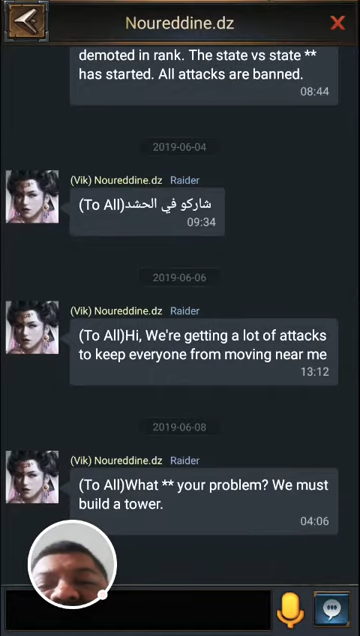 Noureddine.dz
X
demoted in rank. The state vs state **
has started. All attacks are banned.
08:44
2019-06-04
(Vik) Noureddine.dz Raider
(To All)شاركو في الحشد
09:34
2019-06-06
(Vik) Noureddine.dz Raider
(To All)Hi, We're getting a lot of attacks
to keep everyone from moving near me
13:12
2019-06-08
(Vik) Noureddine.dz Raider
(To All)What ** your problem? We must
build a tower.
04:06